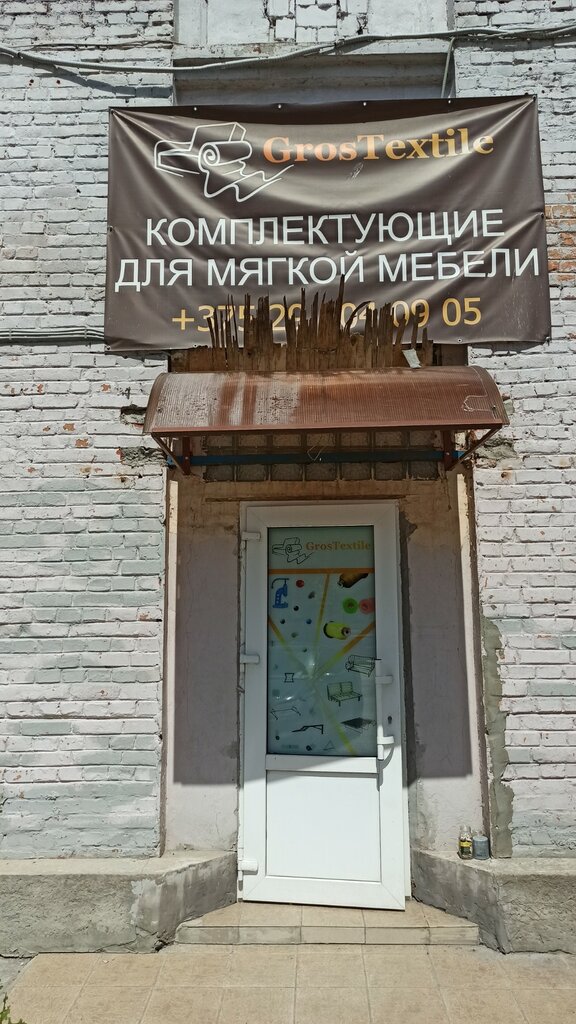 GrosTextile
КОМПЛЕКТУЮЩИЕ
ДЛЯ МЯГКОЙ МЕБЕЛИ
09 05
GrosTextile